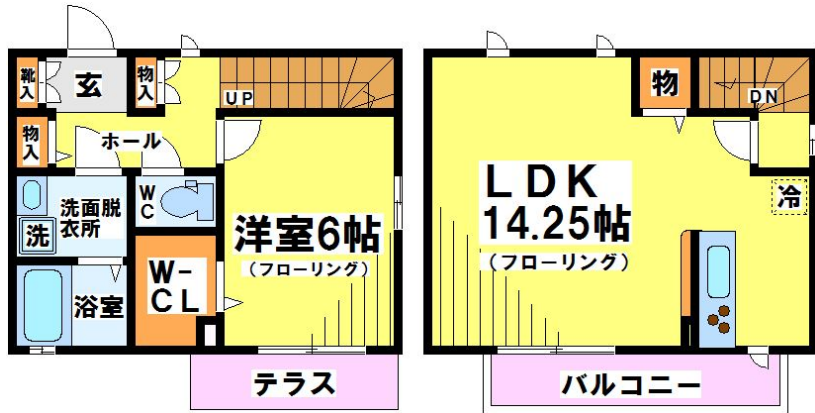 靴入
玄
物入
UP
物入
ホール
洗面脱
衣所
WC
洗
洋室6帖
(フローリング)
W-
CL
浴室
テラス
物
DN
LDK
14.25帖
(フローリング)
冷
バルコニー